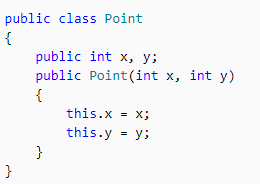 public class Point
{
    public int x, y;
    public Point(int x, int y)
    {
        this.x = x;
        this.y = y;
    }
}